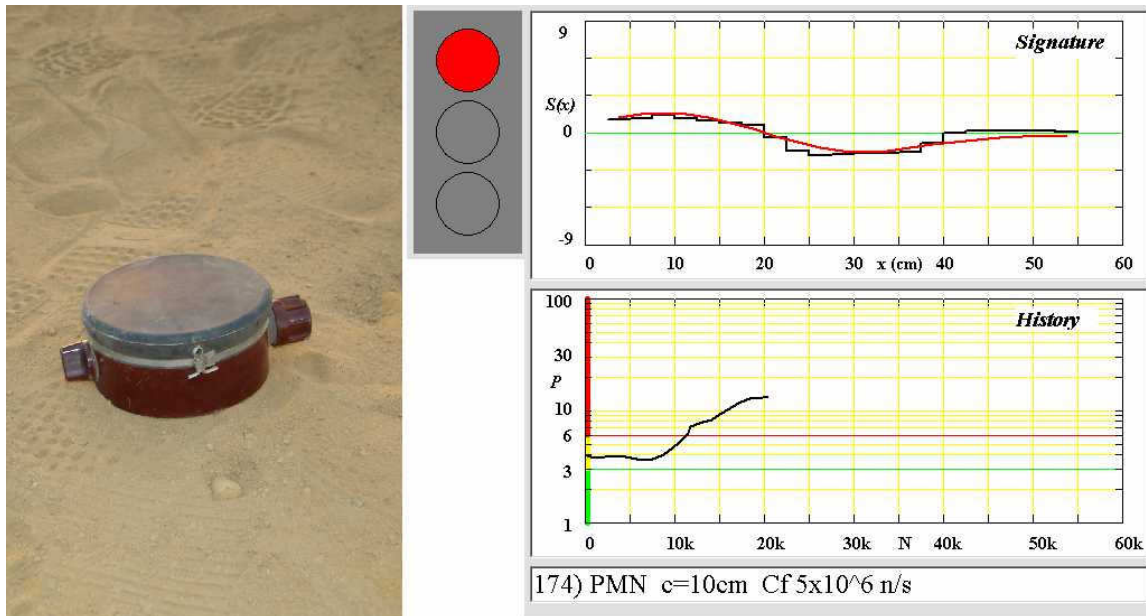 9
Signature
S(x)
0
-9
0 10 20 30 x (cm) 40 50 60
100
History
30
P
10
6
3
1
0 10k 20k 30k N 40k 50k 60k
174) PMN c=10cm Cf 5x10^6 n/s